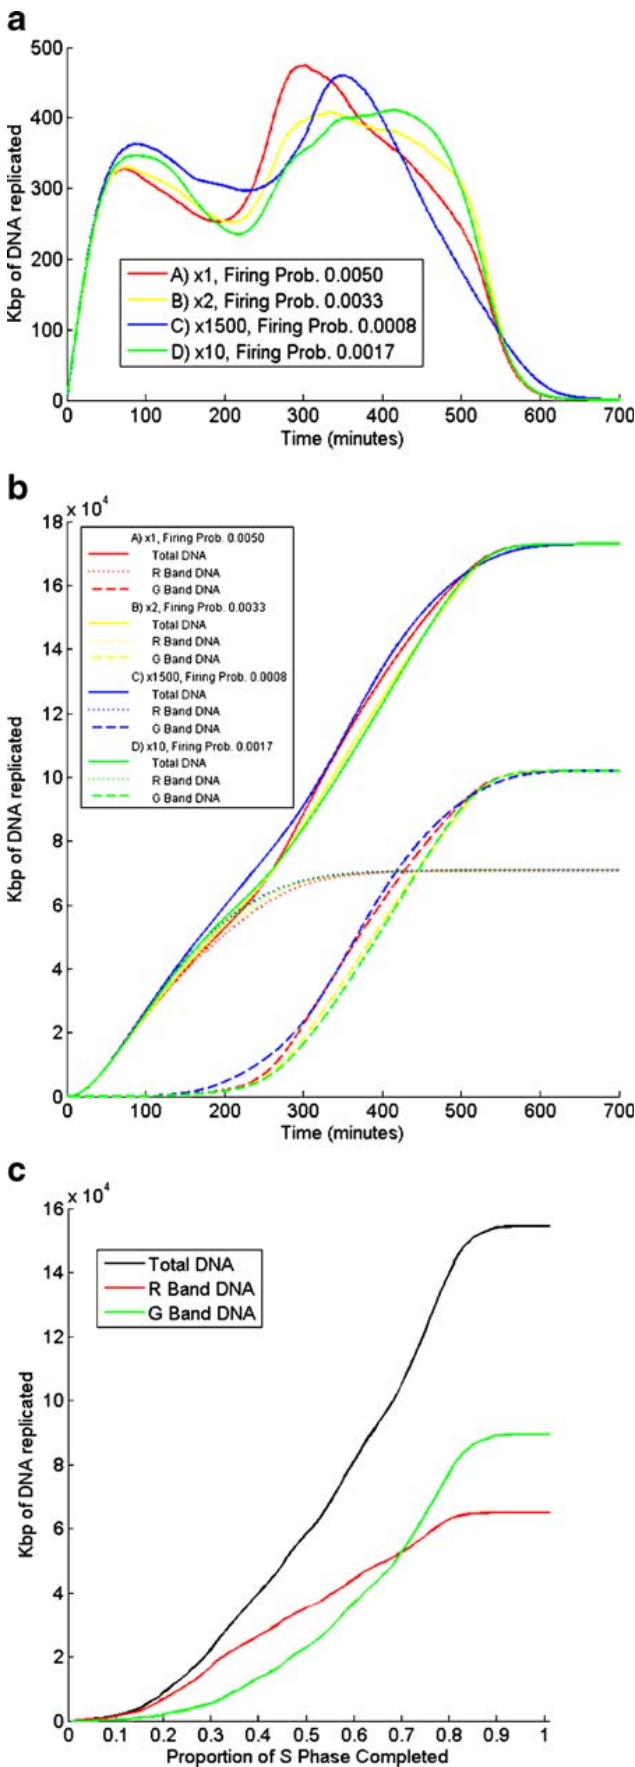 a
500
400
300
200
100
0
Kbp of DNA replicated
A) x1, Firing Prob. 0.0050
B) x2, Firing Prob. 0.0033
C) x1500, Firing Prob. 0.0008
D) x10, Firing Prob. 0.0017
0 100 200 300 400 500 600 700
Time (minutes)
b
x 10^4
18
16
14
12
10
8
6
4
2
0
Kbp of DNA replicated
A) x1, Firing Prob. 0.0050
Total DNA
R Band DNA
G Band DNA
B) x2, Firing Prob. 0.0033
Total DNA
R Band DNA
G Band DNA
C) x1500, Firing Prob. 0.0008
Total DNA
R Band DNA
G Band DNA
D) x10, Firing Prob. 0.0017
Total DNA
R Band DNA
G Band DNA
0 100 200 300 400 500 600 700
Time (minutes)
c
x 10^4
16
14
12
10
8
6
4
2
0
Kbp of DNA replicated
Total DNA
R Band DNA
G Band DNA
0 0.1 0.2 0.3 0.4 0.5 0.6 0.7 0.8 0.9 1
Proportion of S Phase Completed